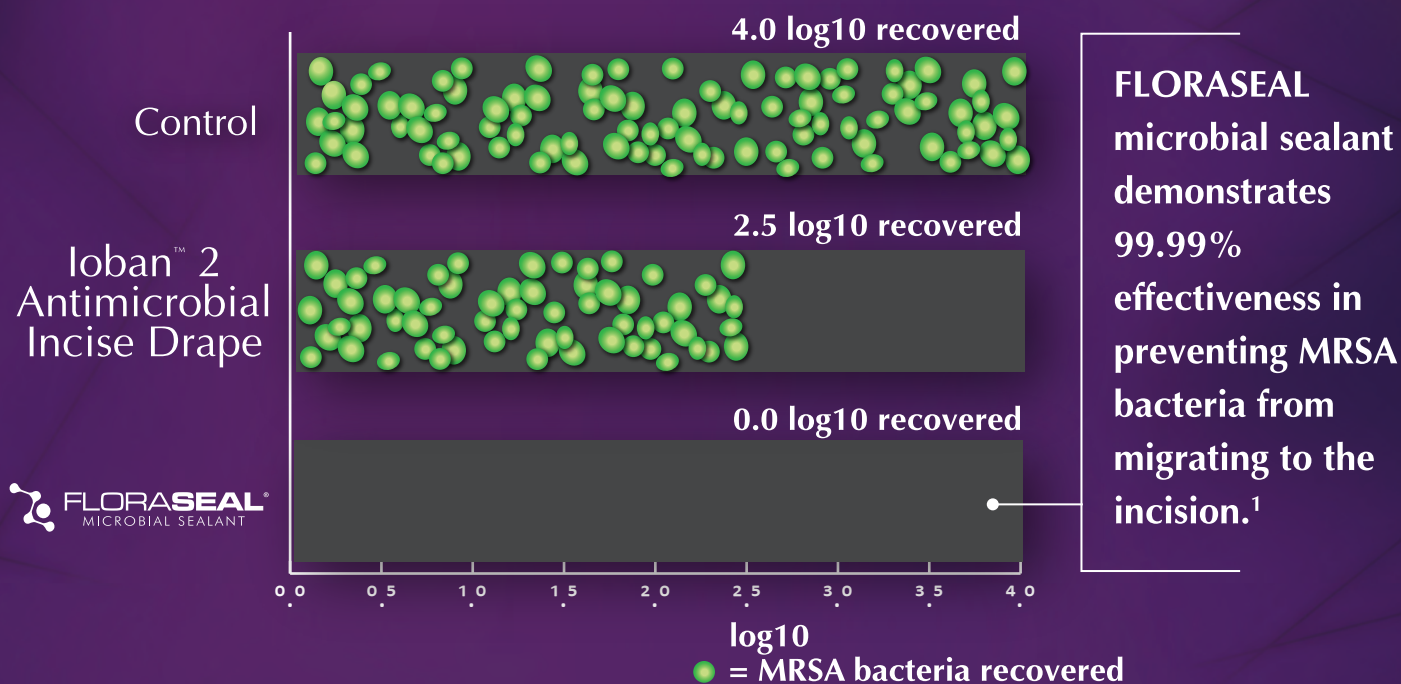 4.0 log10 recovered
Control
2.5 log10 recovered
Ioban™ 2
Antimicrobial
Incise Drape
0.0 log10 recovered
FLORASEAL®
MICROBIAL SEALANT
0.0 0.5 1.0 1.5 2.0 2.5 3.0 3.5 4.0
log10
= MRSA bacteria recovered
FLORASEAL
microbial sealant
demonstrates
99.99%
effectiveness in
preventing MRSA
bacteria from
migrating to the
incision.¹